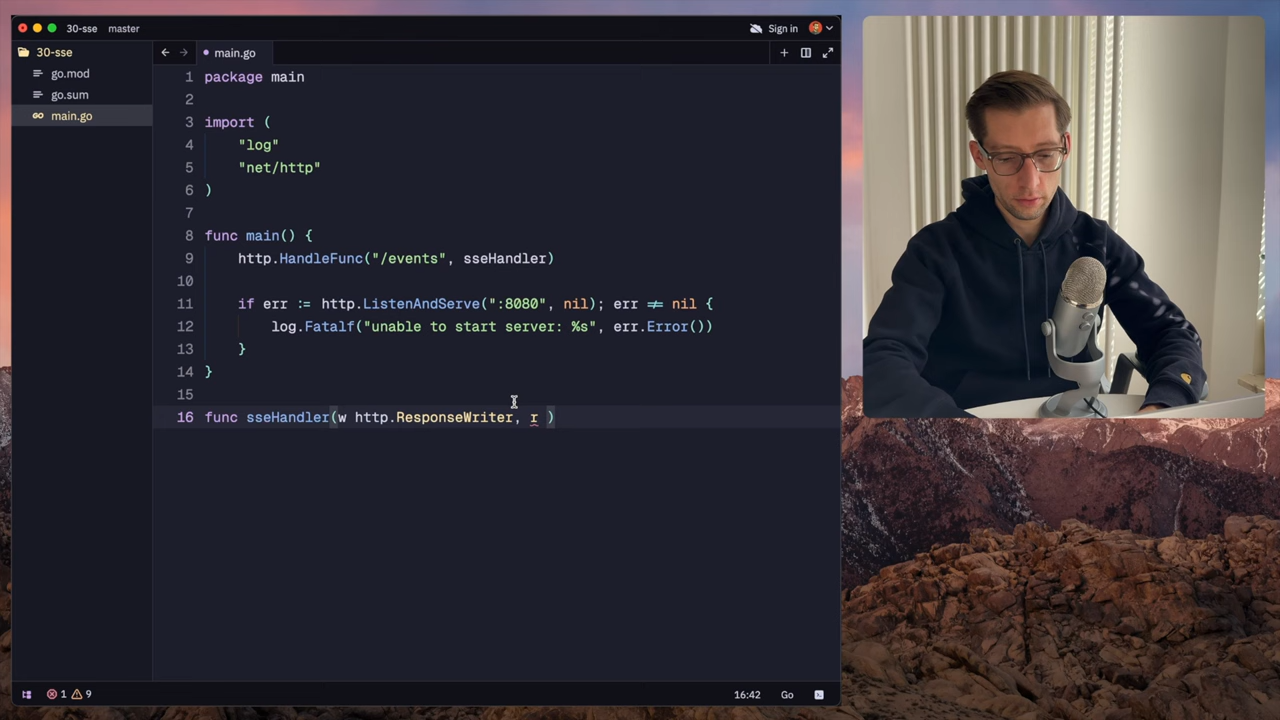 30-sse master
Sign in
30-sse
go.mod
go.sum
main.go
main.go
1 package main
2
3 import (
4 "log"
5 "net/http"
6 )
7
8 func main() {
9 http.HandleFunc("/events", sseHandler)
10
11 if err := http.ListenAndServe(":8080", nil); err ≠ nil {
12 log.Fatalf("unable to start server: %s", err.Error())
13 }
14 }
15
16 func sseHandler(w http.ResponseWriter, r )
1 9
16:42 Go